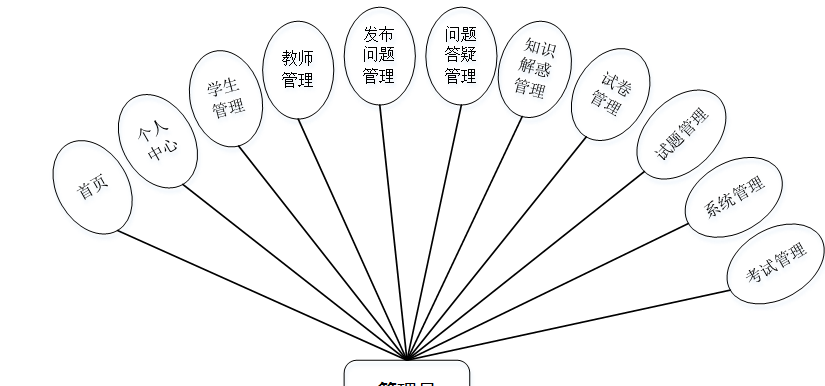 首页
个人
中心
学生
管理
教师
管理
发布
问题
管理
问题
答疑
管理
知识
解惑
管理
试卷
管理
试题管理
系统管理
考试管理
管理员